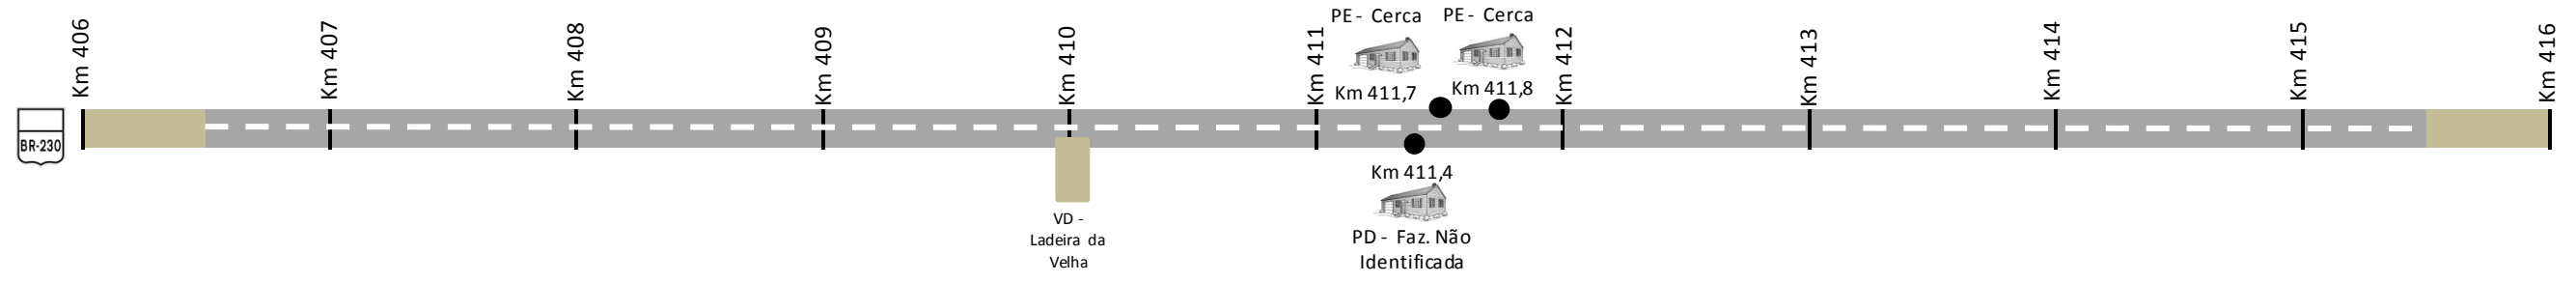 PE - Cerca
PE - Cerca
Km 406
Km 407
Km 408
Km 409
Km 410
Km 411
Km 412
Km 413
Km 414
Km 415
Km 416
Km 411,7
Km 411,8
BR-230
Km 411,4
VD -
Ladeira da
Velha
PD - Faz. Não
Identificada